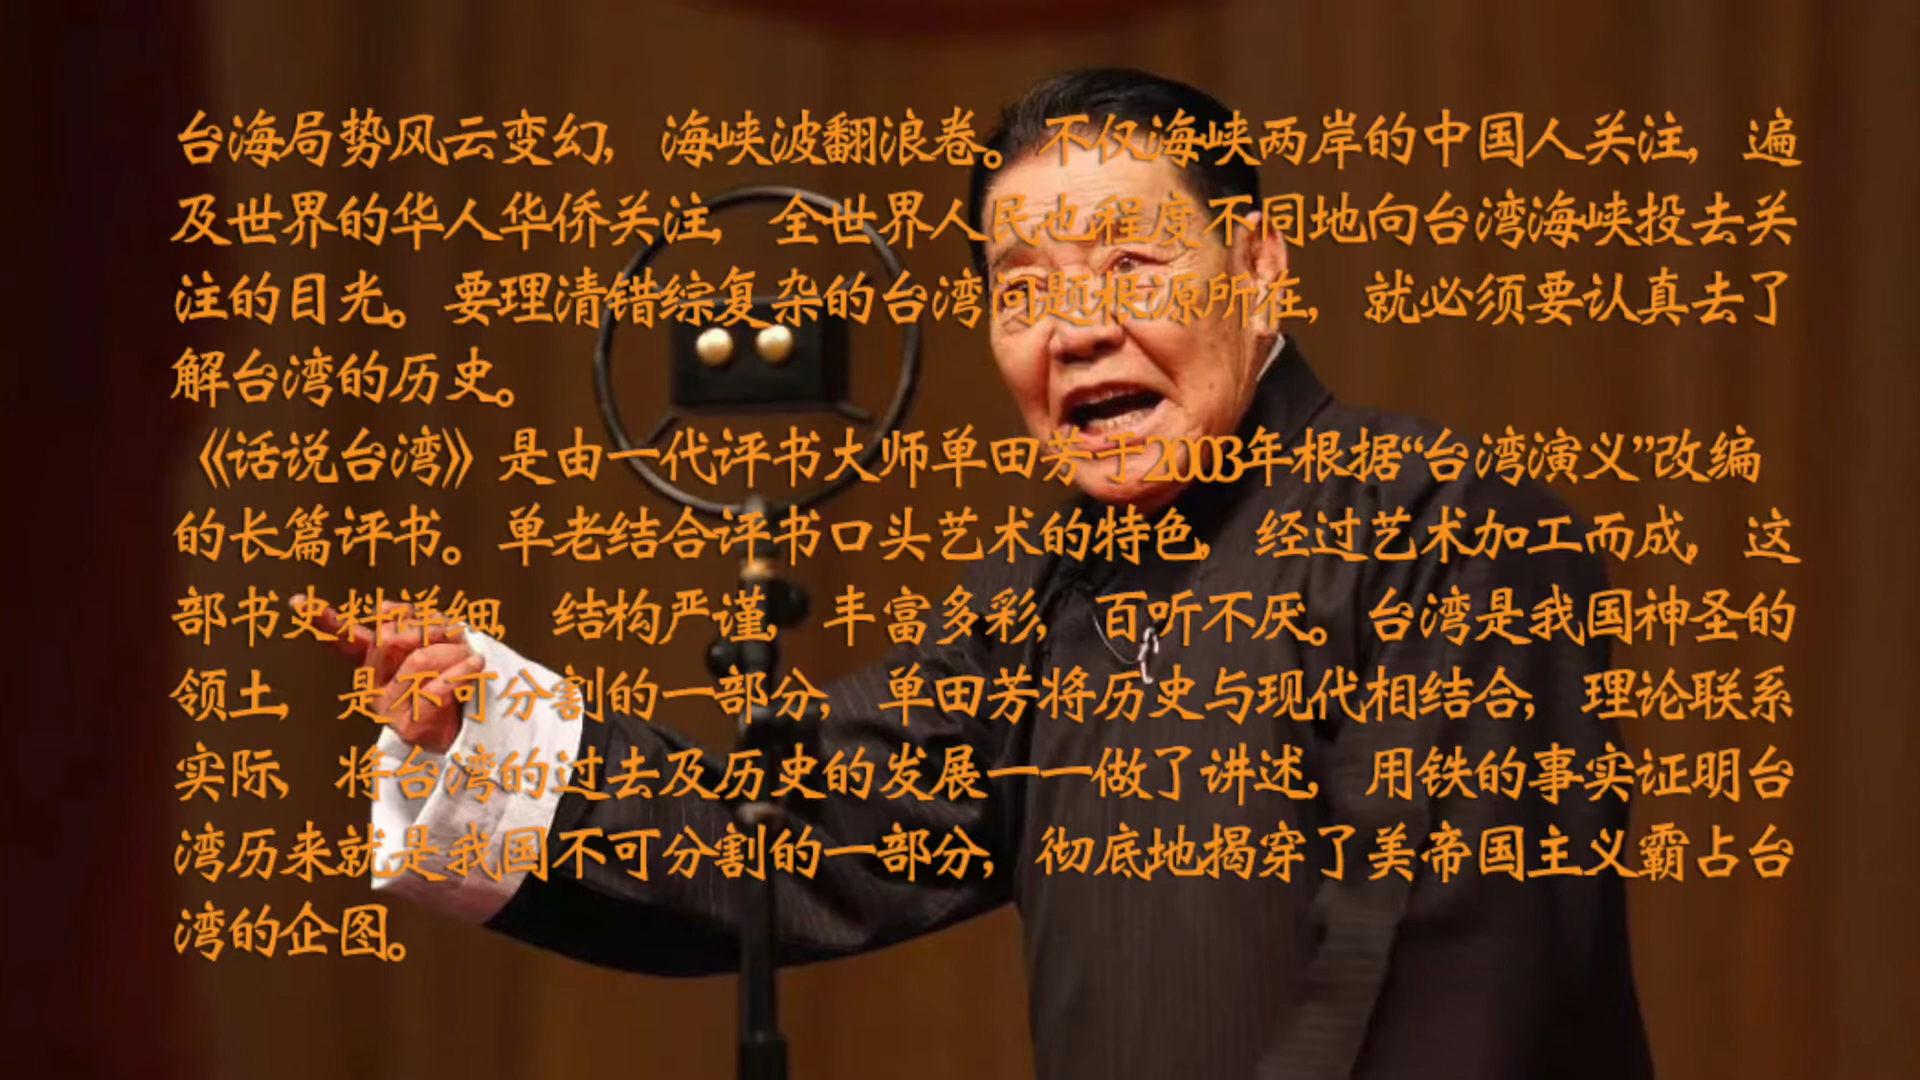 台海局势风云变幻，海峡波翻浪卷。不仅海峡两岸的中国人关注，遍
及世界的华人华侨关注，全世界人民也程度不同地向台湾海峡投去关
注的目光。要理清错综复杂的台湾问题根源所在，就必须要认真去了
解台湾的历史。
《话说台湾》是由一代评书大师单田芳于2003年根据“台湾演义”改编
的长篇评书。单老结合评书口头艺术的特色，经过艺术加工而成，这
部书史料详细，结构严谨，丰富多彩，百听不厌。台湾是我国神圣的
领土，是不可分割的一部分，单田芳将历史与现代相结合，理论联系
实际，将台湾的过去及历史的发展一一做了讲述，用铁的事实证明台
湾历来就是我国不可分割的一部分，彻底地揭穿了美帝国主义霸占台
湾的企图。